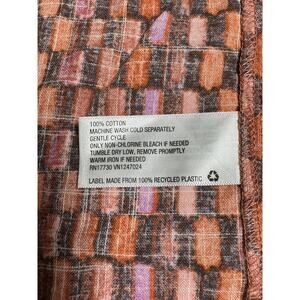 100% COTTON
MACHINE WASH COLD SEPARATELY
GENTLE CYCLE
ONLY NON-CHLORINE BLEACH IF NEEDED
TUMBLE DRY LOW, REMOVE PROMPTLY
WARM IRON IF NEEDED
RN17730 VN1247024
LABEL MADE FROM 100% RECYCLED PLASTIC